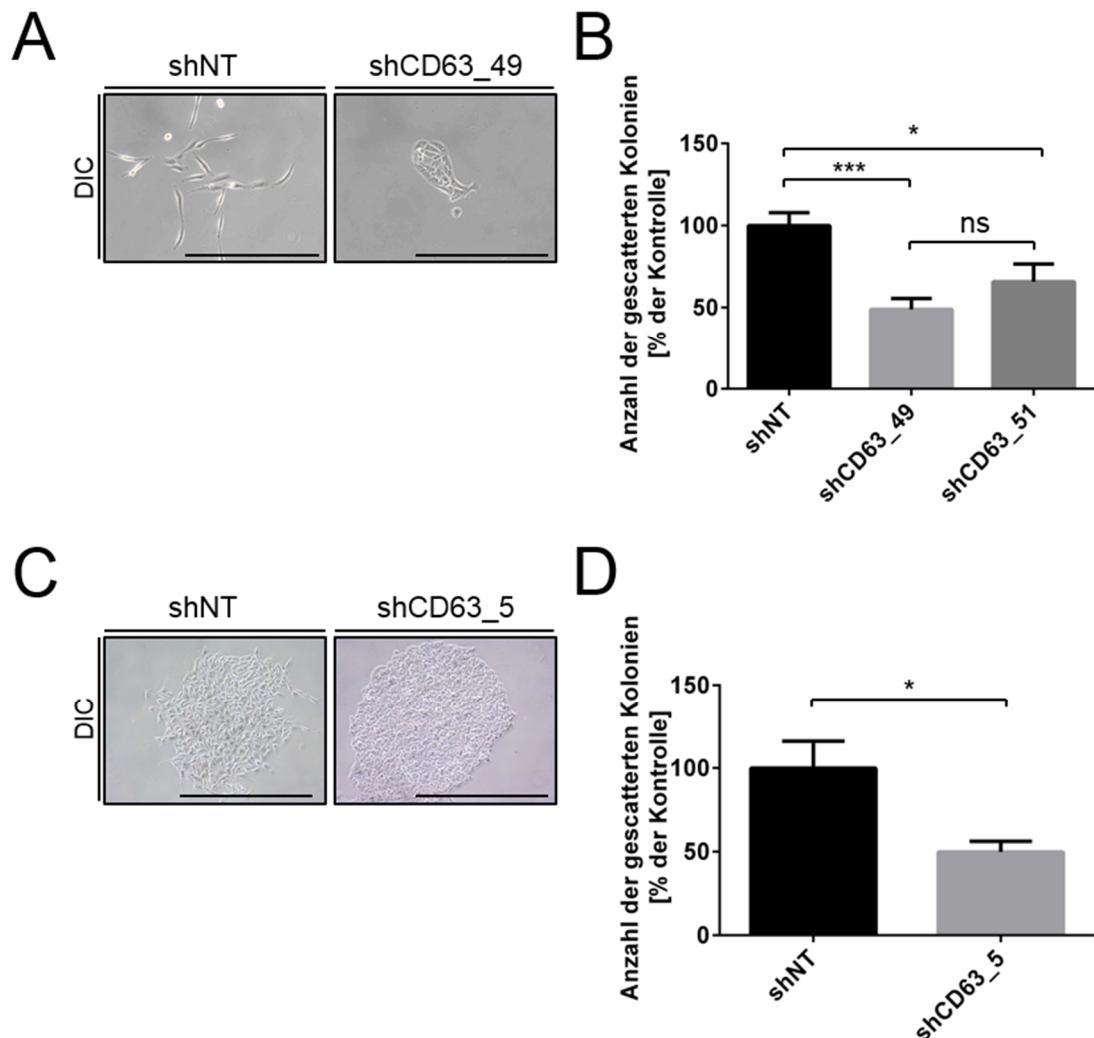 A
shNT
shCD63_49
DIC
B
Anzahl der gescatterten Kolonien
[% der Kontrolle]
150
100
50
0
*
***
ns
shNT
shCD63_49
shCD63_51
C
shNT
shCD63_5
DIC
D
Anzahl der gescatterten Kolonien
[% der Kontrolle]
150
100
50
0
*
shNT
shCD63_5